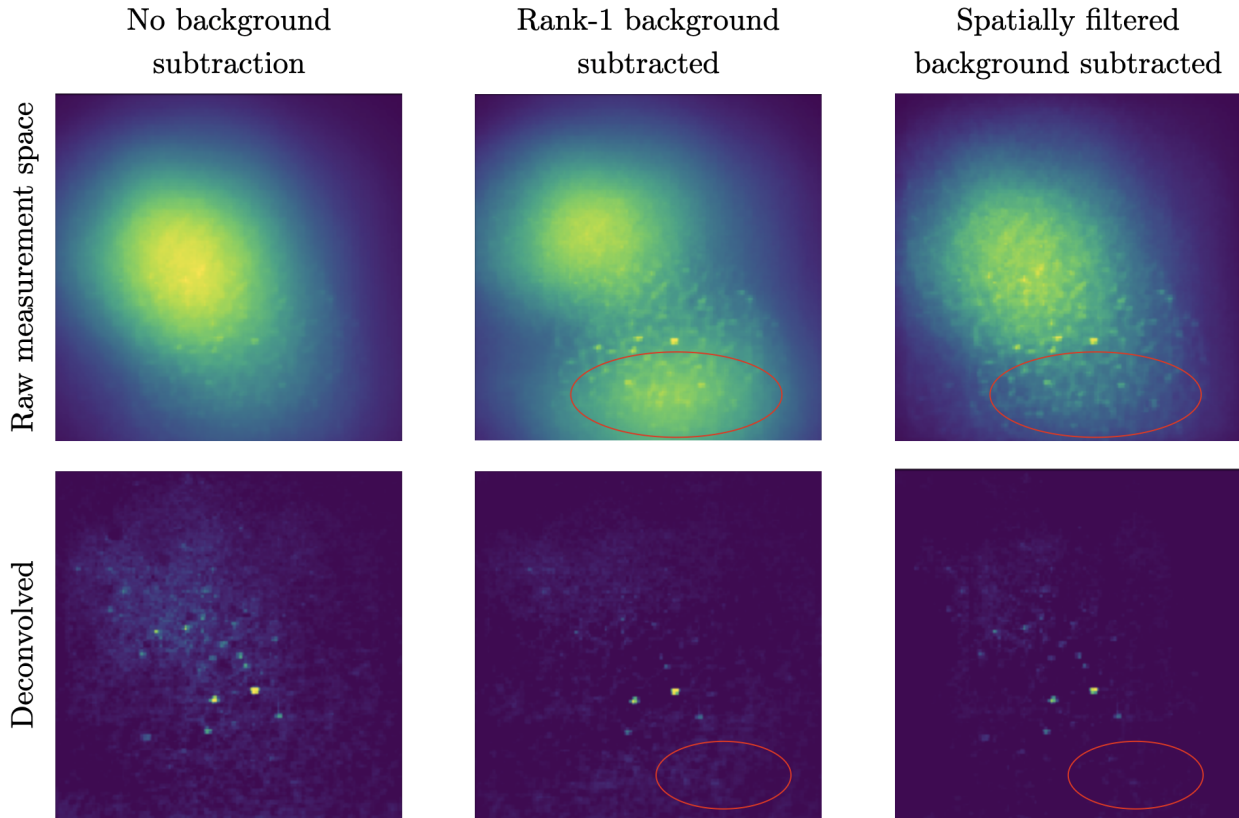 No background
subtraction
Rank-1 background
subtracted
Spatially filtered
background subtracted
Raw measurement space
Deconvolved